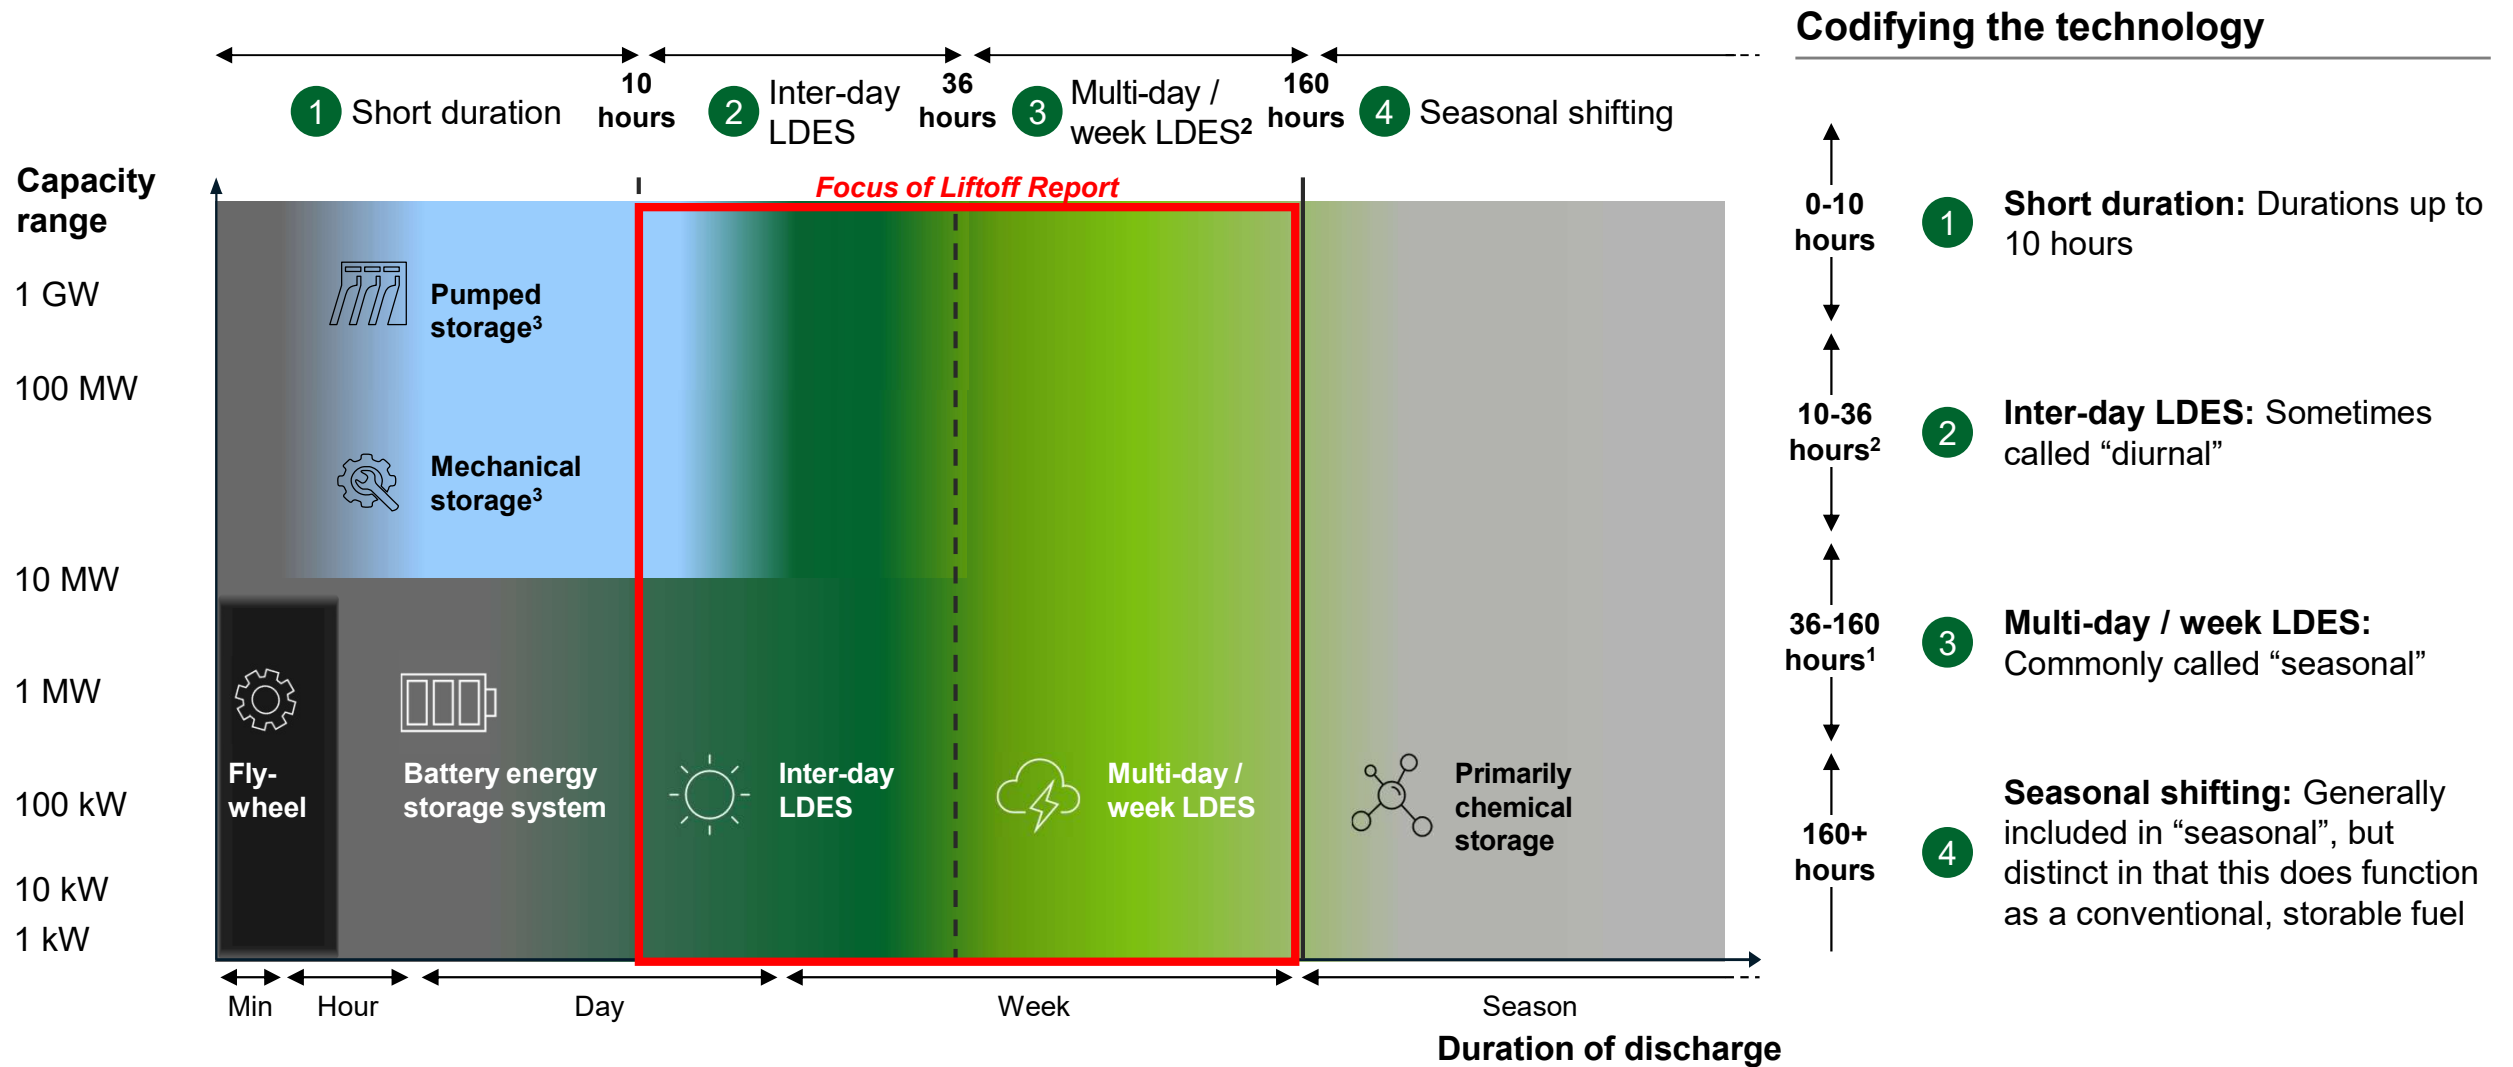 Codifying the technology
10
hours
36
hours
160
hours
1 Short duration
2 Inter-day
LDES
3 Multi-day /
week LDES²
4 Seasonal shifting
Capacity
range
Focus of Liftoff Report
1 GW
100 MW
10 MW
1 MW
100 kW
10 kW
1 kW
Pumped
storage³
Mechanical
storage³
Fly-
wheel
Battery energy
storage system
Inter-day
LDES
Multi-day /
week LDES
Primarily
chemical
storage
Min
Hour
Day
Week
Season
Duration of discharge
0-10
hours
1
Short duration: Durations up to
10 hours
10-36
hours²
2
Inter-day LDES: Sometimes
called “diurnal”
36-160
hours¹
3
Multi-day / week LDES:
Commonly called “seasonal”
160+
hours
4
Seasonal shifting: Generally
included in “seasonal”, but
distinct in that this does function
as a conventional, storable fuel